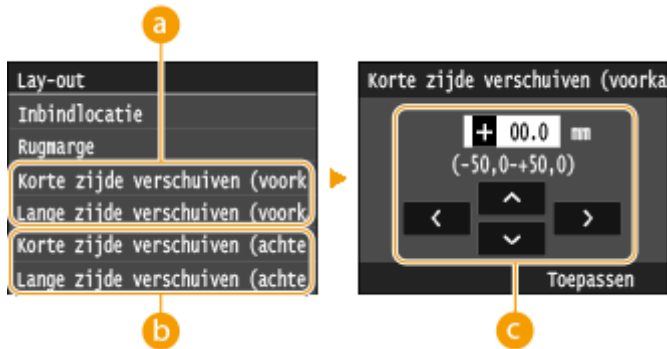 a
Lay-out
Inbindlocatie
Rugmarge
Korte zijde verschuiven (voork
Lange zijde verschuiven (voork
Korte zijde verschuiven (achte
Lange zijde verschuiven (achte
b
Korte zijde verschuiven (voorka
+ 00.0 mm
(-50,0-+50,0)
Toepassen
c